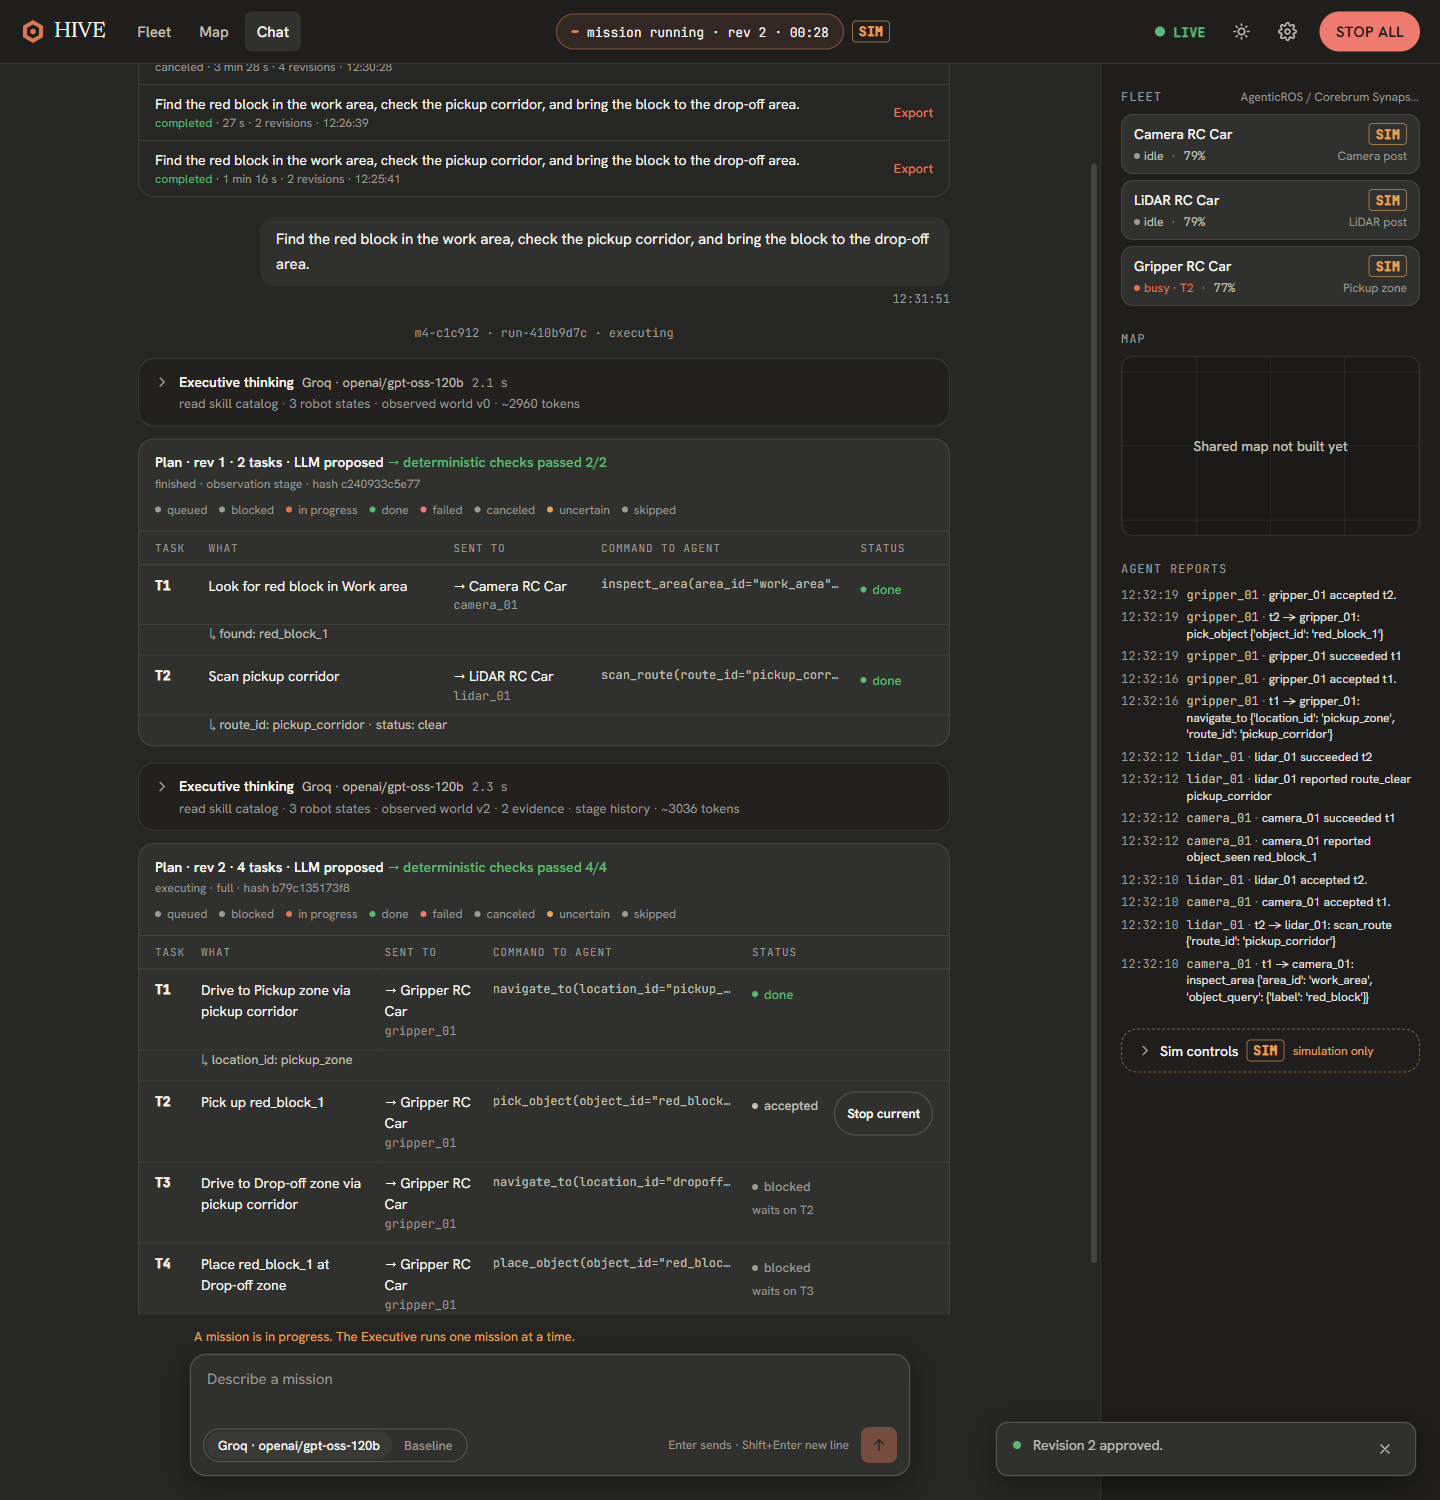 HIVE
Fleet
Map
Chat
mission running · rev 2 · 00:28
SIM
LIVE
STOP ALL
canceled · 3 min 28 s · 4 revisions · 12:30:28
Find the red block in the work area, check the pickup corridor, and bring the block to the drop-off area.
completed · 27 s · 2 revisions · 12:26:39
Export
Find the red block in the work area, check the pickup corridor, and bring the block to the drop-off area.
completed · 1 min 16 s · 2 revisions · 12:25:41
Export
Find the red block in the work area, check the pickup corridor, and bring the block to the drop-off
area.
12:31:51
m4-c1c912 · run-410b9d7c · executing
Executive thinking Groq · openai/gpt-oss-120b 2.1 s
read skill catalog · 3 robot states · observed world v0 · ~2960 tokens
Plan · rev 1 · 2 tasks · LLM proposed → deterministic checks passed 2/2
finished · observation stage · hash c240933c5e77
queued
blocked
in progress
done
failed
canceled
uncertain
skipped
TASK WHAT SENT TO COMMAND TO AGENT STATUS
T1 Look for red block in Work area → Camera RC Car inspect_area(area_id="work_area"… done
camera_01
↳ found: red_block_1
T2 Scan pickup corridor → LiDAR RC Car scan_route(route_id="pickup_corr… done
lidar_01
↳ route_id: pickup_corridor · status: clear
Executive thinking Groq · openai/gpt-oss-120b 2.3 s
read skill catalog · 3 robot states · observed world v2 · 2 evidence · stage history · ~3036 tokens
Plan · rev 2 · 4 tasks · LLM proposed → deterministic checks passed 4/4
executing · full · hash b79c135173f8
queued
blocked
in progress
done
failed
canceled
uncertain
skipped
TASK WHAT SENT TO COMMAND TO AGENT STATUS
T1 Drive to Pickup zone via → Gripper RC navigate_to(location_id="pickup_… done
pickup corridor Car
gripper_01
↳ location_id: pickup_zone
T2 Pick up red_block_1 → Gripper RC pick_object(object_id="red_block… accepted Stop current
Car
gripper_01
T3 Drive to Drop-off zone via → Gripper RC navigate_to(location_id="dropoff… blocked
pickup corridor Car waits on T2
gripper_01
T4 Place red_block_1 at → Gripper RC place_object(object_id="red_bloc… blocked
Drop-off zone Car waits on T3
gripper_01
A mission is in progress. The Executive runs one mission at a time.
Describe a mission
Groq · openai/gpt-oss-120b
Baseline
Enter sends · Shift+Enter new line
FLEET
AgenticROS / Corebrum Synaps…
Camera RC Car SIM
idle · 79% Camera post
LiDAR RC Car SIM
idle · 79% LiDAR post
Gripper RC Car SIM
busy · T2 · 77% Pickup zone
MAP
Shared map not built yet
AGENT REPORTS
12:32:19 gripper_01 · gripper_01 accepted t2.
12:32:19 gripper_01 · t2 → gripper_01:
pick_object {'object_id': 'red_block_1'}
12:32:19 gripper_01 · gripper_01 succeeded t1
12:32:16 gripper_01 · gripper_01 accepted t1.
12:32:16 gripper_01 · t1 → gripper_01:
navigate_to {'location_id': 'pickup_zone',
'route_id': 'pickup_corridor'}
12:32:12 lidar_01 · lidar_01 succeeded t2
12:32:12 lidar_01 · lidar_01 reported route_clear
pickup_corridor
12:32:12 camera_01 · camera_01 succeeded t1
12:32:12 camera_01 · camera_01 reported
object_seen red_block_1
12:32:10 lidar_01 · lidar_01 accepted t2.
12:32:10 camera_01 · camera_01 accepted t1.
12:32:10 lidar_01 · t2 → lidar_01: scan_route
{'route_id': 'pickup_corridor'}
12:32:10 camera_01 · t1 → camera_01:
inspect_area {'area_id': 'work_area',
'object_query': {'label': 'red_block'}}
Sim controls SIM simulation only
Revision 2 approved.